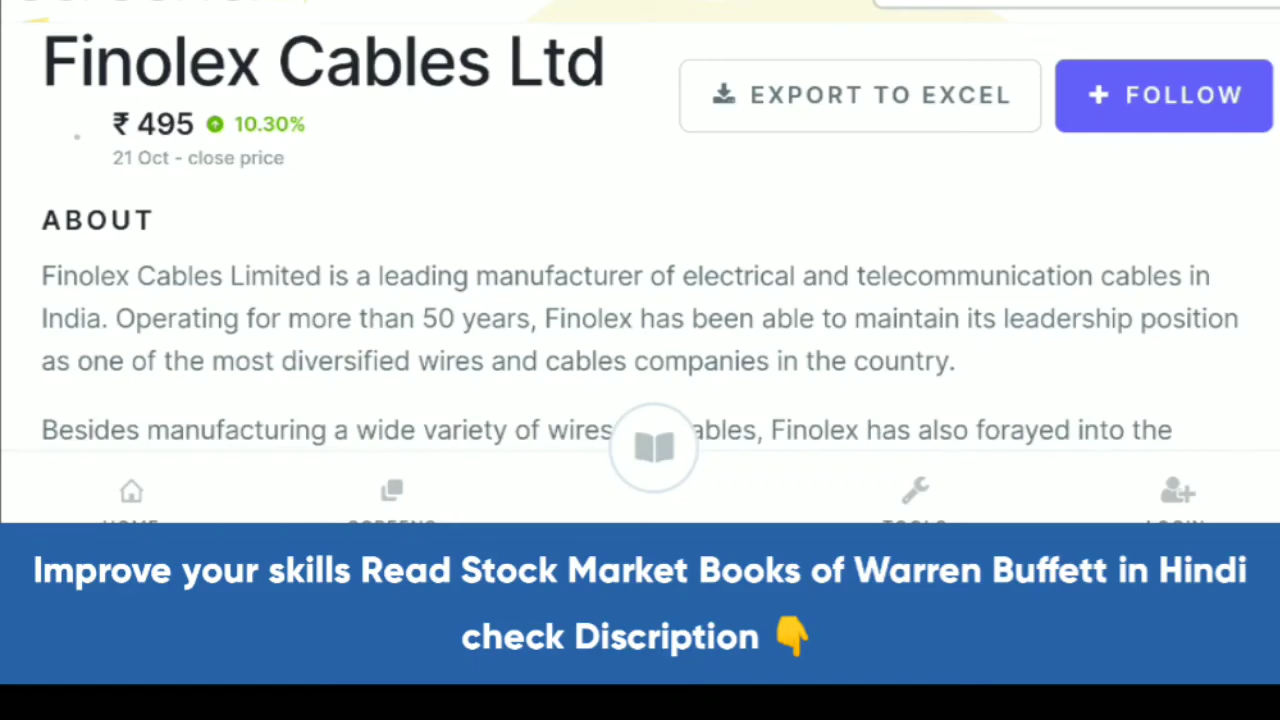 Finolex Cables Ltd
EXPORT TO EXCEL
+ FOLLOW
₹ 495 10.30%
21 Oct - close price
ABOUT
Finolex Cables Limited is a leading manufacturer of electrical and telecommunication cables in
India. Operating for more than 50 years, Finolex has been able to maintain its leadership position
as one of the most diversified wires and cables companies in the country.
Besides manufacturing a wide variety of wires ables, Finolex has also forayed into the
Improve your skills Read Stock Market Books of Warren Buffett in Hindi
check Discription 👇